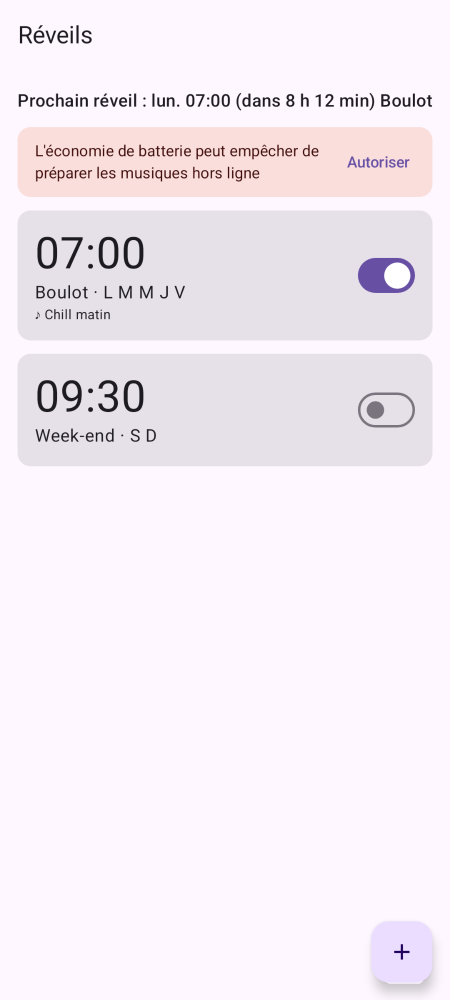 Réveils
Prochain réveil : lun. 07:00 (dans 8 h 12 min) Boulot
L'économie de batterie peut empêcher de
préparer les musiques hors ligne
Autoriser
07:00
Boulot · L M M J V
♪ Chill matin
09:30
Week-end · S D
+